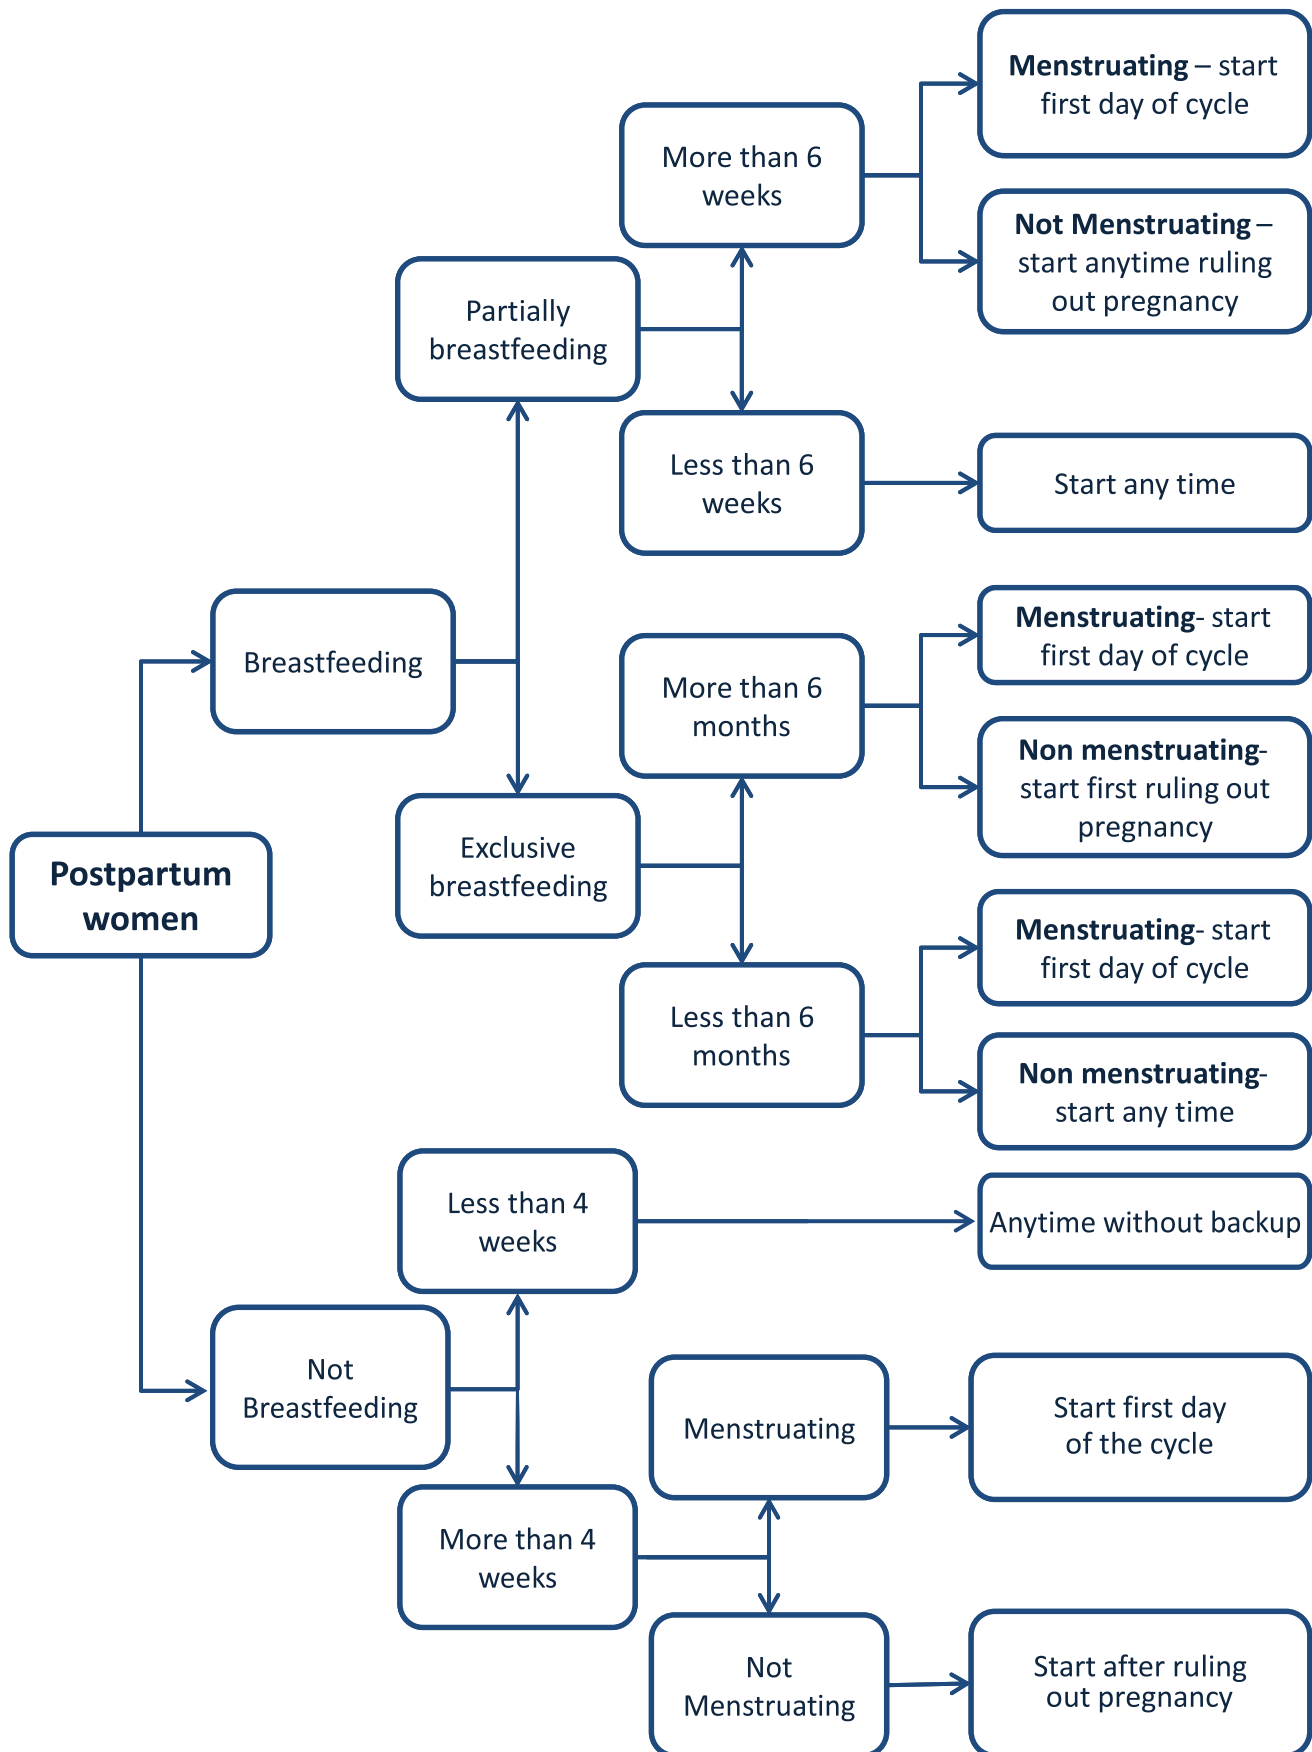 Menstruating – start
first day of cycle
More than 6
weeks
Not Menstruating –
start anytime ruling
out pregnancy
Partially
breastfeeding
Less than 6
weeks
Start any time
Breastfeeding
Menstruating- start
first day of cycle
More than 6
months
Non menstruating-
start first ruling out
pregnancy
Exclusive
breastfeeding
Postpartum
women
Menstruating- start
first day of cycle
Less than 6
months
Non menstruating-
start any time
Less than 4
weeks
Anytime without backup
Not
Breastfeeding
Menstruating
Start first day
of the cycle
More than 4
weeks
Not
Menstruating
Start after ruling
out pregnancy